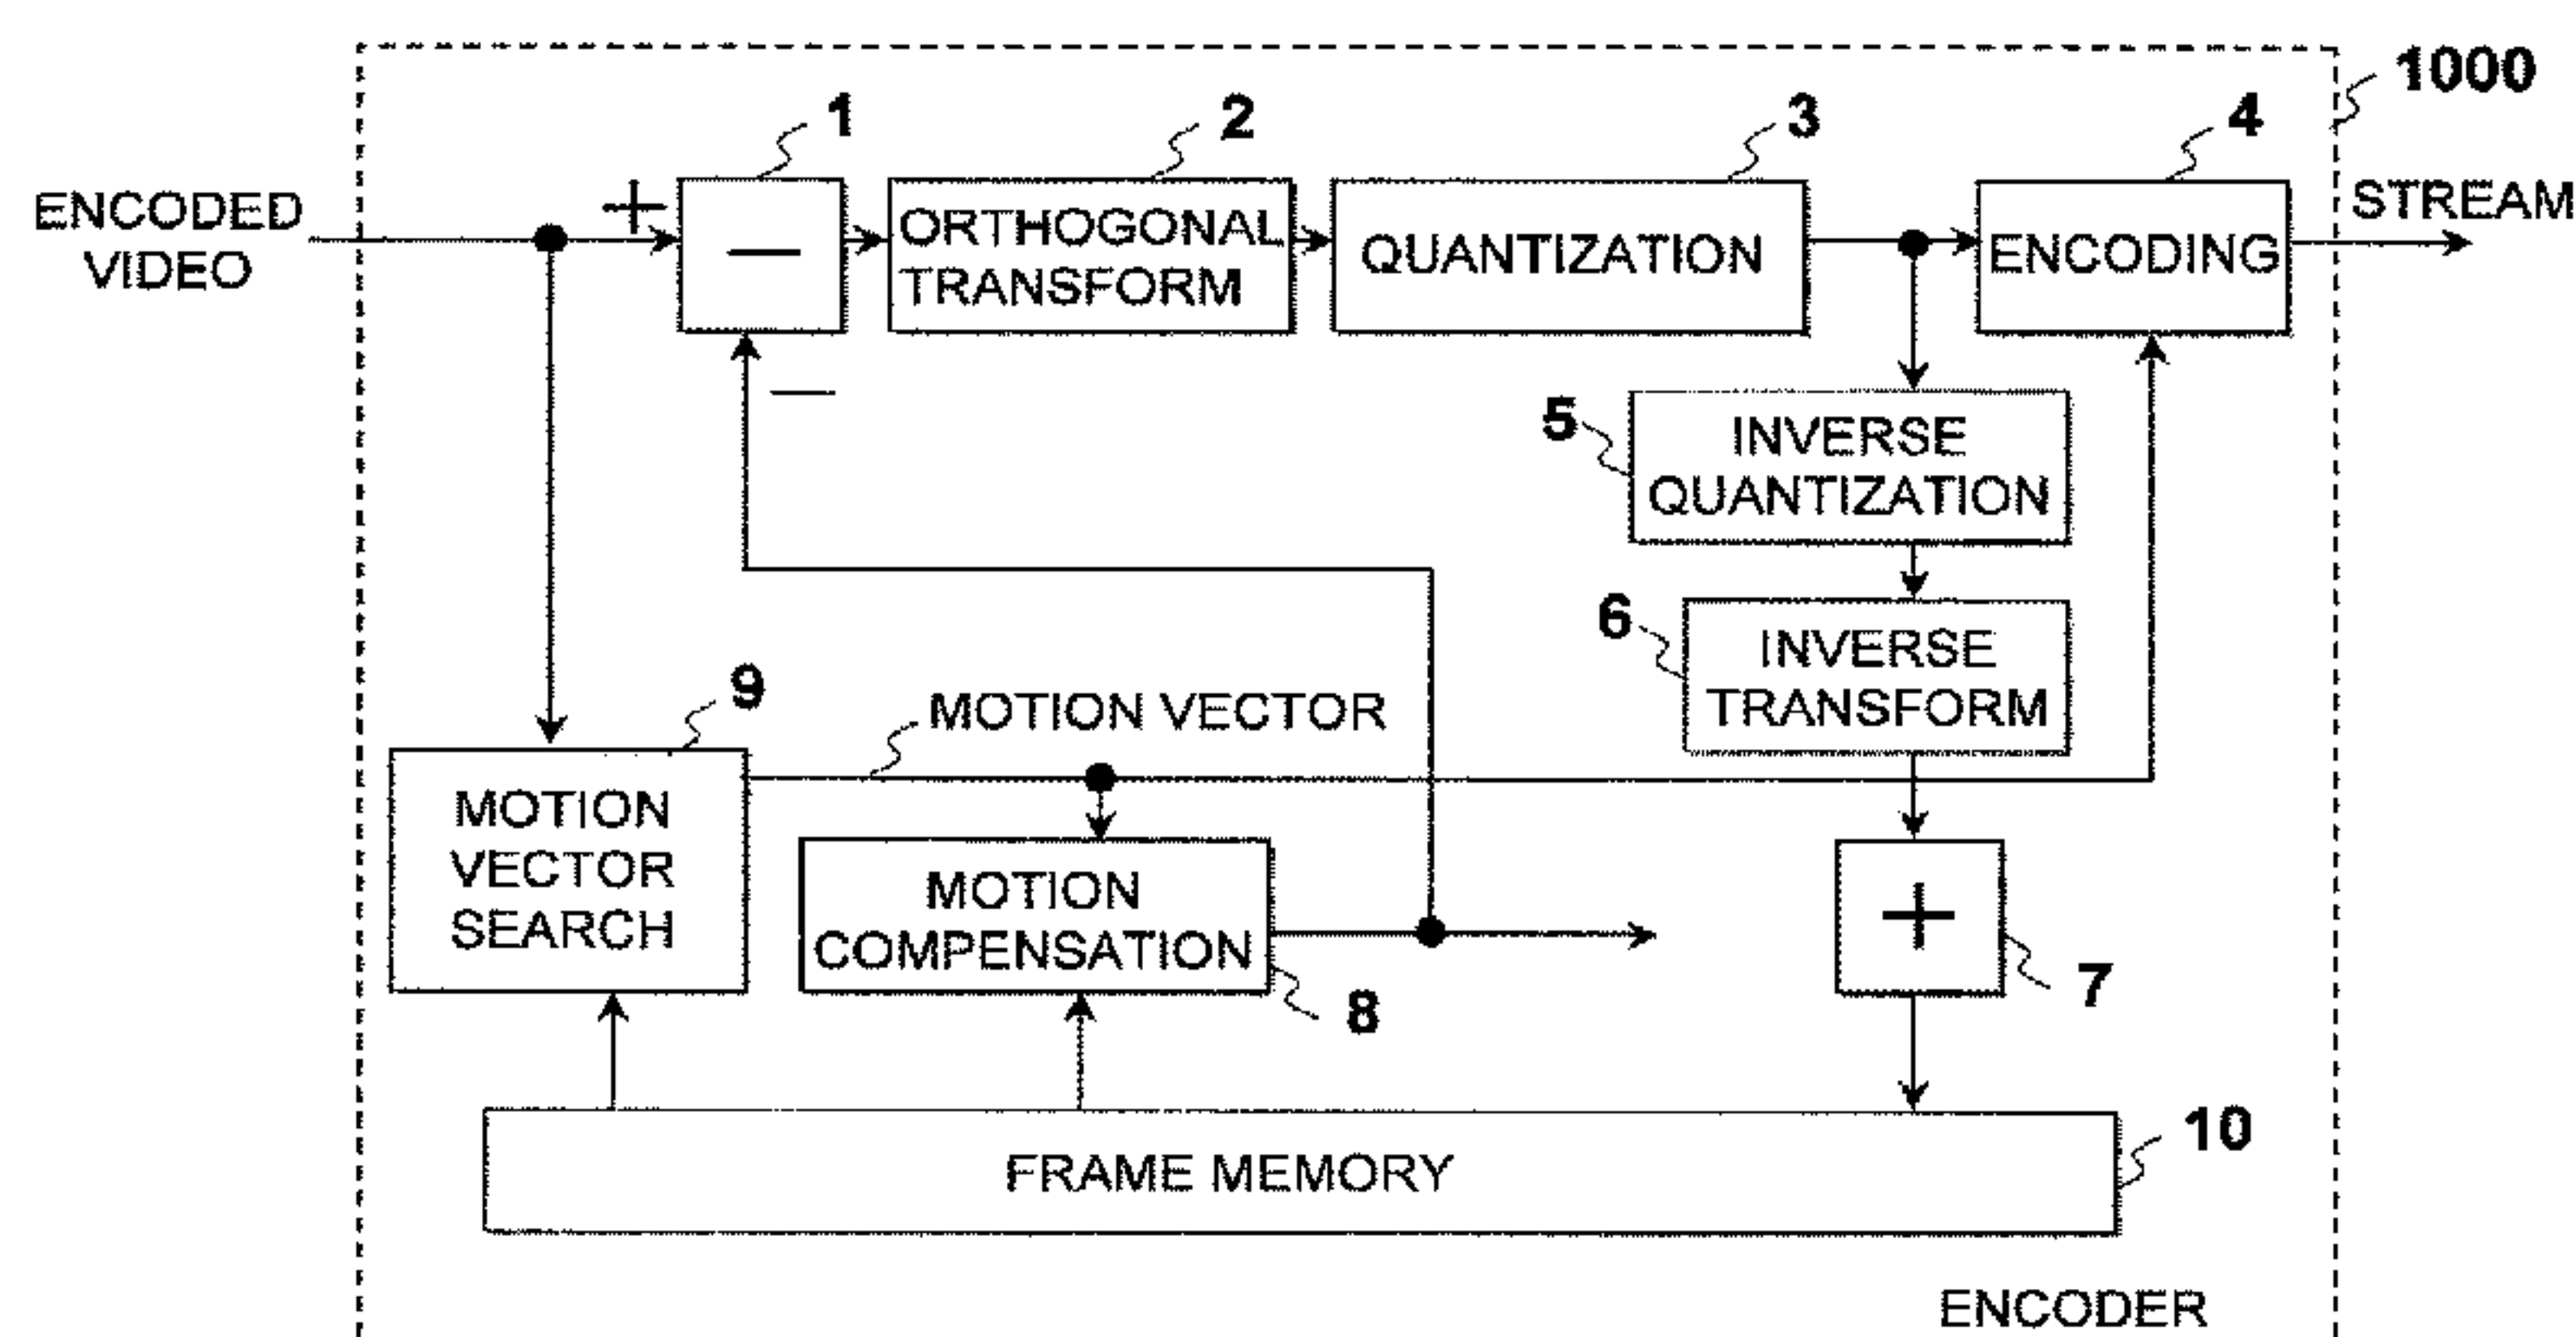 1000
1
2
3
4
ENCODED
VIDEO
+
−
ORTHOGONAL
TRANSFORM
QUANTIZATION
ENCODING
STREAM
−
5
INVERSE
QUANTIZATION
6
INVERSE
TRANSFORM
9
MOTION VECTOR
MOTION
VECTOR
SEARCH
MOTION
COMPENSATION
8
+
7
FRAME MEMORY
10
ENCODER